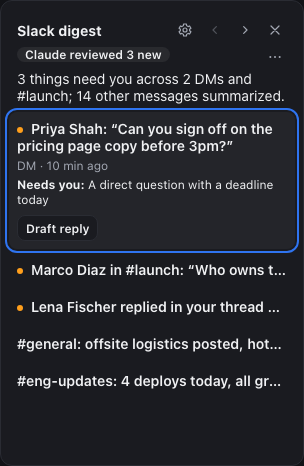 Slack digest
Claude reviewed 3 new
3 things need you across 2 DMs and
#launch; 14 other messages summarized.
Priya Shah: “Can you sign off on the
pricing page copy before 3pm?”
DM · 10 min ago
Needs you: A direct question with a deadline
today
Draft reply
Marco Diaz in #launch: “Who owns t...
Lena Fischer replied in your thread ...
#general: offsite logistics posted, hot...
#eng-updates: 4 deploys today, all gr...